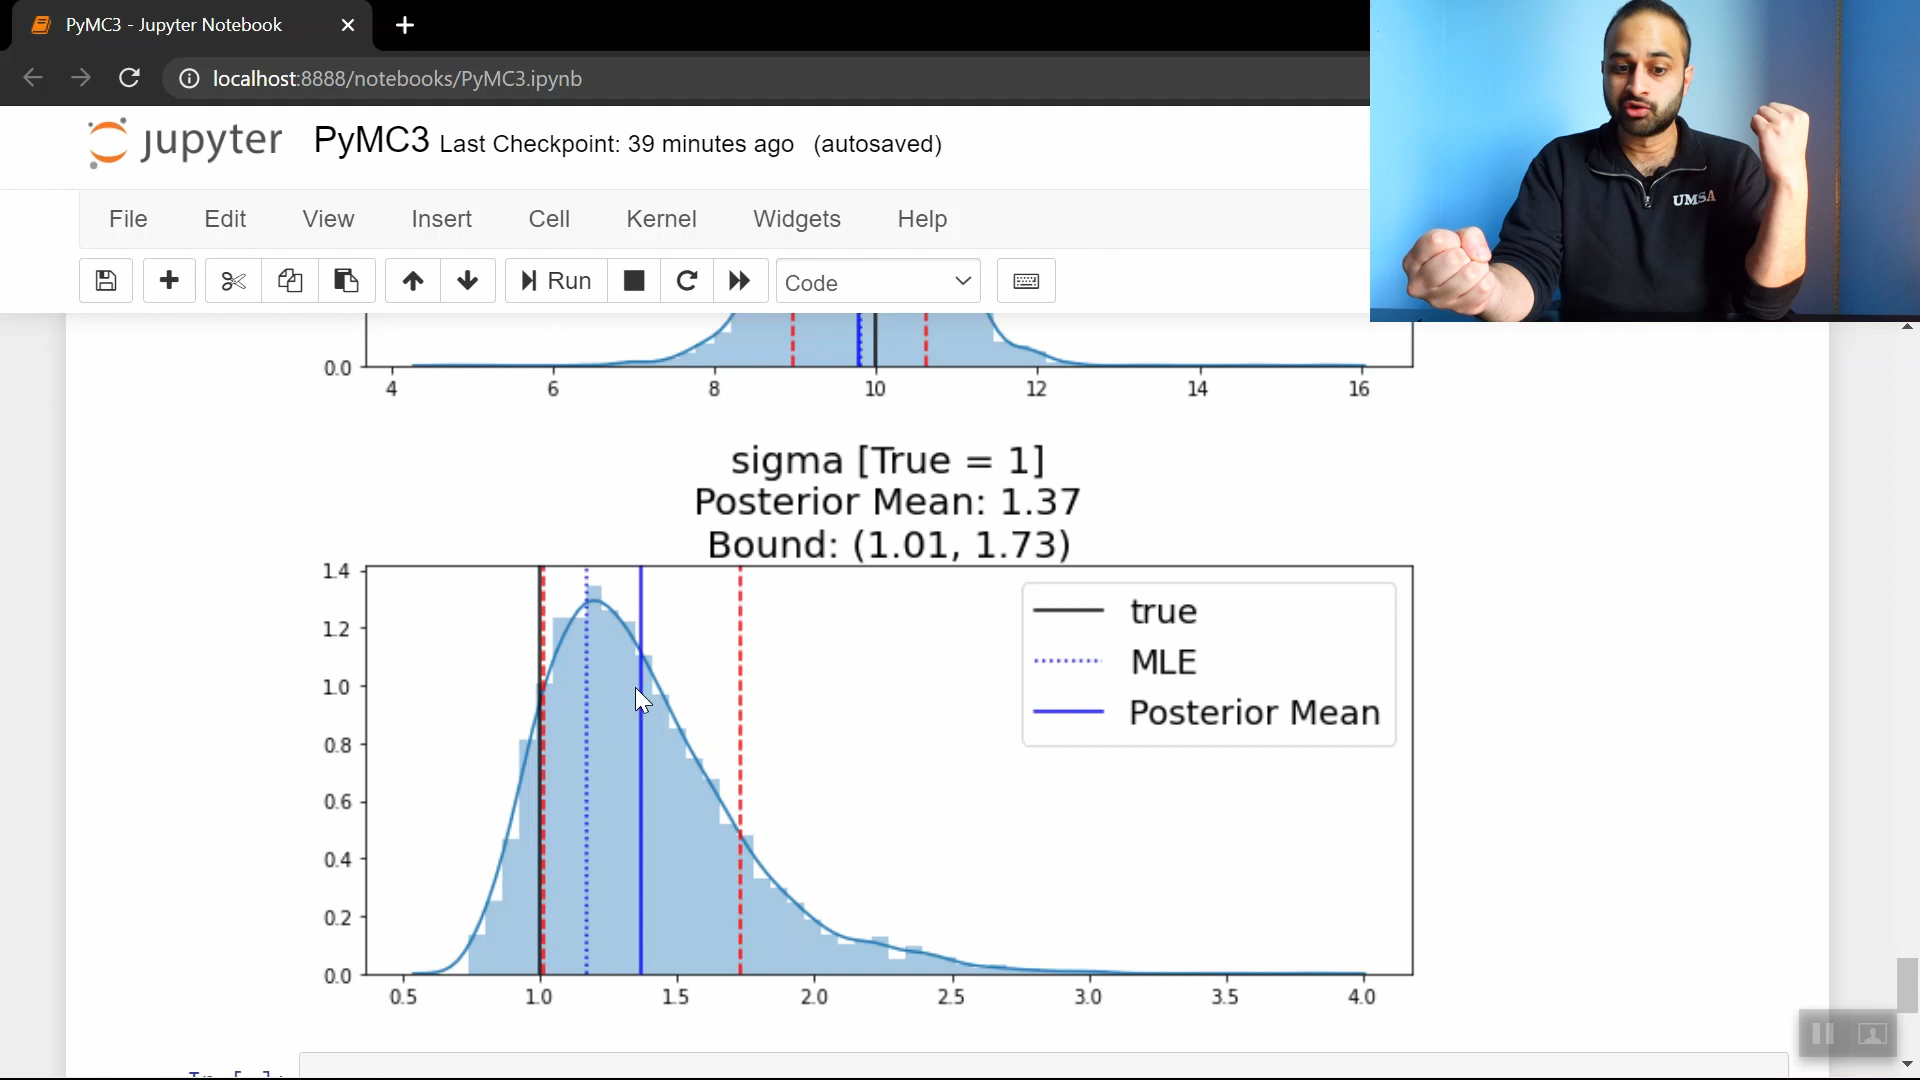 PyMC3 - Jupyter Notebook
localhost:8888/notebooks/PyMC3.ipynb
jupyter PyMC3 Last Checkpoint: 39 minutes ago (autosaved)
UMSA
File Edit View Insert Cell Kernel Widgets Help
Run Code
0.0
4 6 8 10 12 14 16
sigma [True = 1]
Posterior Mean: 1.37
Bound: (1.01, 1.73)
1.4
1.2
1.0
0.8
0.6
0.4
0.2
0.0
true
MLE
Posterior Mean
0.5 1.0 1.5 2.0 2.5 3.0 3.5 4.0